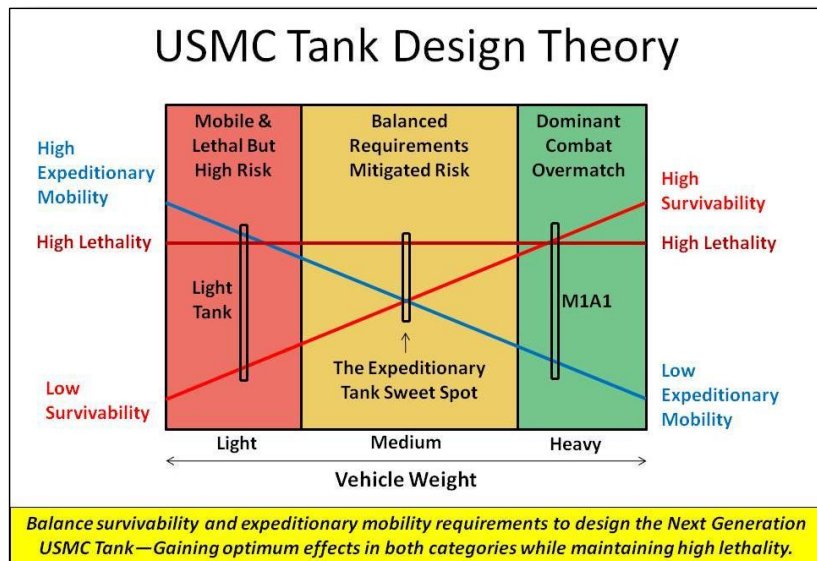 USMC Tank Design Theory
Mobile &
Lethal But
High Risk
Balanced
Requirements
Mitigated Risk
Dominant
Combat
Overmatch
High
Expeditionary
Mobility
High Lethality
Low
Survivability
High
Survivability
High Lethality
Low
Expeditionary
Mobility
Light
Tank
M1A1
The Expeditionary
Tank Sweet Spot
Light
Medium
Heavy
Vehicle Weight
Balance survivability and expeditionary mobility requirements to design the Next Generation
USMC Tank—Gaining optimum effects in both categories while maintaining high lethality.